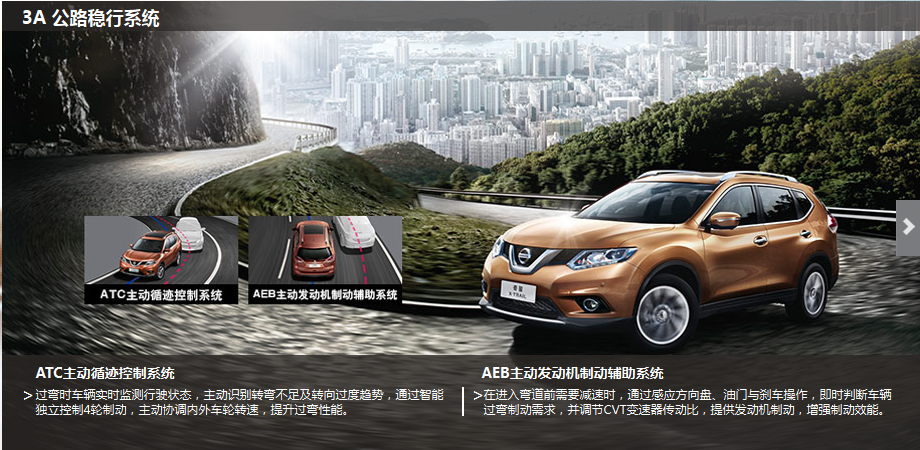 3A 公路稳行系统
ATC主动循迹控制系统
AEB主动发动机制动辅助系统
奇骏
X-TRAIL
ATC主动循迹控制系统
过弯时车辆实时监测行驶状态，主动识别转弯不足及转向过度趋势，通过智能
独立控制4轮制动，主动协调内外车轮转速，提升过弯性能。
AEB主动发动机制动辅助系统
在进入弯道前需要减速时，通过感应方向盘、油门与刹车操作，即时判断车辆
过弯制动需求，并调节CVT变速器传动比，提供发动机制动，增强制动效能。